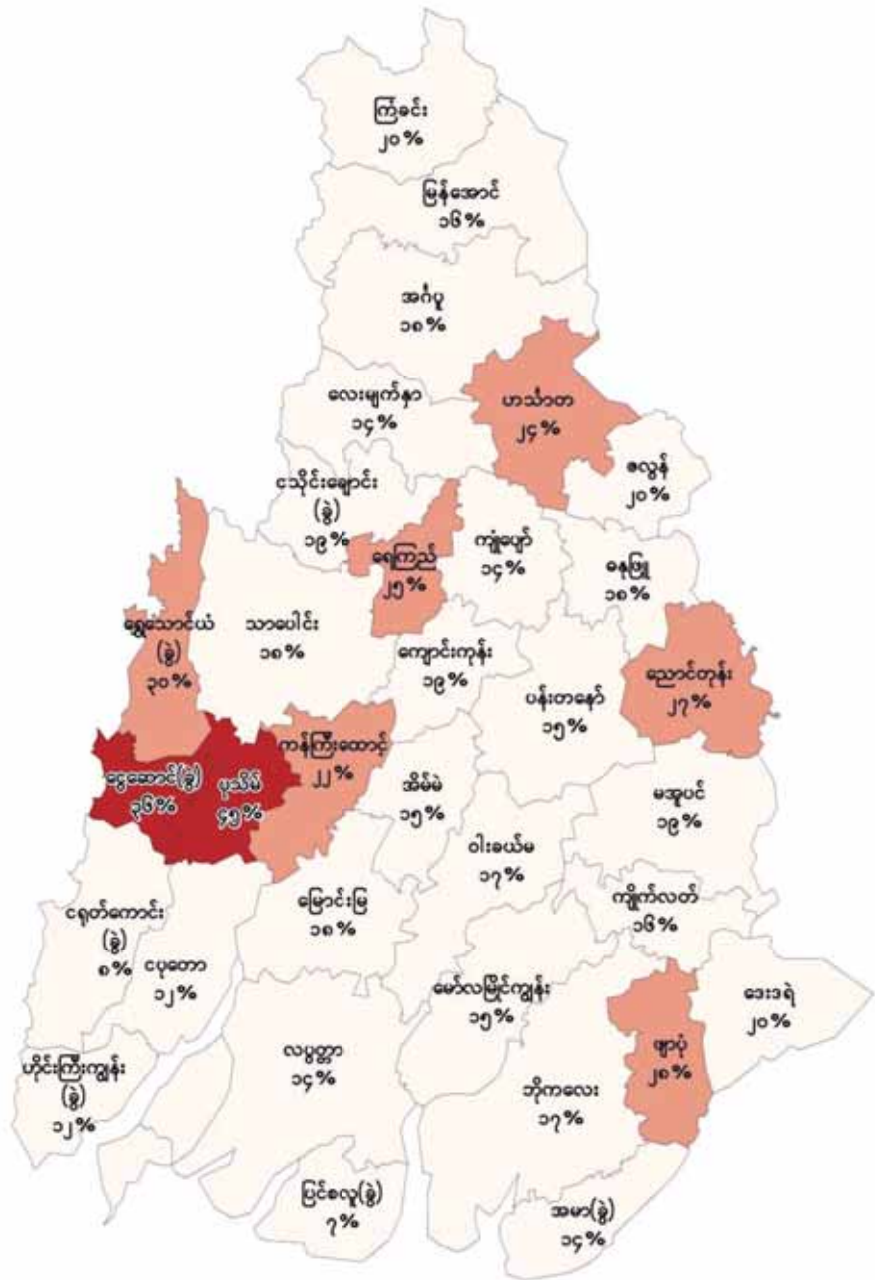 ကြံခင်း
၂၀%
မြန်အောင်
၁၆%
အင်္ဂပူ
၁၈%
ဟင်္သာတ
၂၄%
လေးမျက်နှာ
၁၄%
ဇလွန်
၂၀%
ငသိုင်းချောင်း
(ခွဲ)
၁၉%
ရေကြည်
၂၅%
ကျုံပျော်
၁၄%
ဓနုဖြူ
၁၈%
ရွှေသောင်ယံ
(ခွဲ)
၃၀%
သာပေါင်း
၁၈%
ကျောင်းကုန်း
၁၉%
ပန်းတနော်
၁၅%
ညောင်တုန်း
၂၇%
ငွေဆောင်(ခွဲ)
၃၆%
ပုသိမ်
၄၅%
ကန်ကြီးထောင့်
၂၂%
အိမ်မဲ
၁၅%
မအူပင်
၁၉%
ဝါးခယ်မ
၁၇%
ငရုတ်ကောင်း
(ခွဲ)
၈%
ငပုတော
၁၂%
မြောင်းမြ
၁၈%
ကျိုက်လတ်
၁၆%
မော်လမြိုင်ကျွန်း
၁၅%
ဒေးဒရဲ
၂၀%
ဖျာပုံ
၂၈%
ဟိုင်းကြီးကျွန်း
(ခွဲ)
၁၂%
လပွတ္တာ
၁၄%
ဘိုကလေး
၁၇%
ပြင်စလူ(ခွဲ)
၇%
အမာ(ခွဲ)
၁၄%